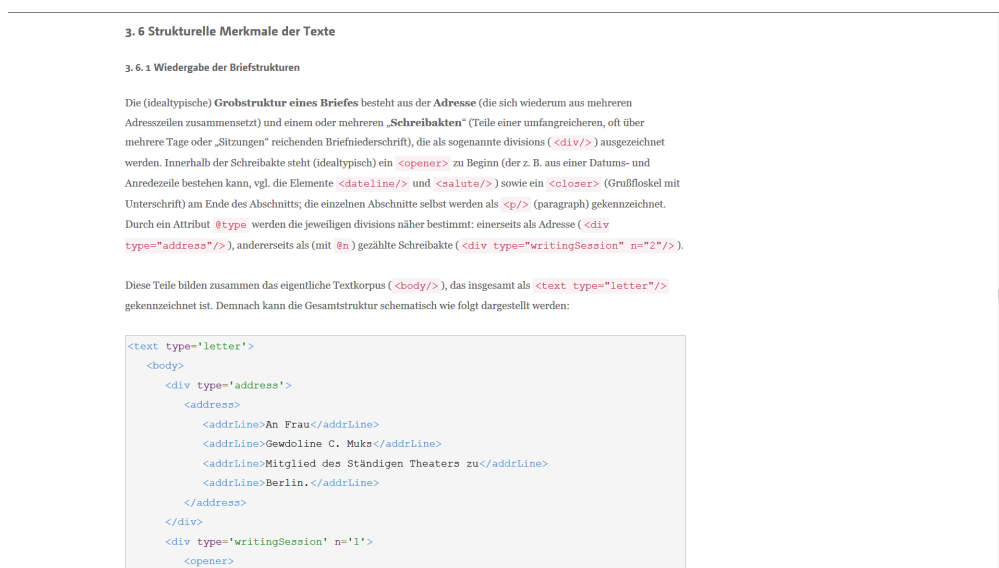 3. 6 Strukturelle Merkmale der Texte
3. 6. 1 Wiedergabe der Briefstrukturen
Die (idealtypische) Grobstruktur eines Briefes besteht aus der Adresse (die sich wiederum aus mehreren
Adresszeilen zusammensetzt) und einem oder mehreren „Schreibakten“ (Teile einer umfangreicheren, oft über
mehrere Tage oder „Sitzungen“ reichenden Briefniederschrift), die als sogenannte divisions ( <div/> ) ausgezeichnet
werden. Innerhalb der Schreibakte steht (idealtypisch) ein <opener> zu Beginn (der z. B. aus einer Datums- und
Anredezeile bestehen kann, vgl. die Elemente <dateline/> und <salute/> ) sowie ein <closer> (Grußfloskel mit
Unterschrift) am Ende des Abschnitts; die einzelnen Abschnitte selbst werden als <p/> (paragraph) gekennzeichnet.
Durch ein Attribut @type werden die jeweiligen divisions näher bestimmt: einerseits als Adresse ( <div
type="address"/> ), andererseits als (mit @n ) gezählte Schreibakte ( <div type="writingSession" n="2"/> ).
Diese Teile bilden zusammen das eigentliche Textkorpus ( <body/> ), das insgesamt als <text type="letter"/>
gekennzeichnet ist. Demnach kann die Gesamtstruktur schematisch wie folgt dargestellt werden:
<text type='letter'>
<body>
<div type='address'>
<address>
<addrLine>An Frau</addrLine>
<addrLine>Gewdoline C. Muks</addrLine>
<addrLine>Mitglied des Ständigen Theaters zu</addrLine>
<addrLine>Berlin.</addrLine>
</address>
</div>
<div type='writingSession' n='1'>
<opener>